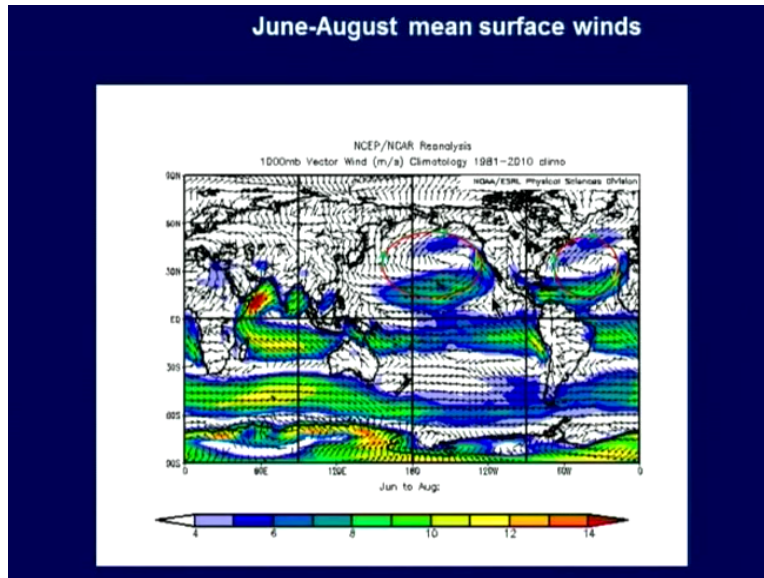 June-August mean surface winds
NCEP/NCAR Reanalysis
1000mb Vector Wind (m/s) Climatology 1981-2010 climo
NOAA/ESRL Physical Sciences Division
90N
60N
30N
EQ
30S
60S
90S
0 60E 120E 180 120W 60W 0
Jun to Aug:
4 6 8 10 12 14